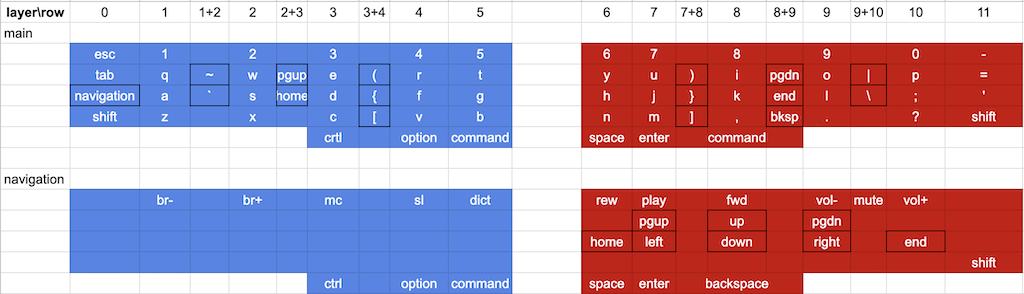 layer\row 0 1 1+2 2 2+3 3 3+4 4 5 6 7 7+8 8 8+9 9 9+10 10 11
main
esc 1 2 3 4 5 6 7 8 9 0 -
tab q ~ w pgup e ( r t y u ) i pgdn o | p =
navigation a ` s home d { f g h j } k end l \ ; '
shift z x c [ v b n m ] , bksp . ? shift
crtl option command space enter command
navigation
br- br+ mc sl dict rew play fwd vol- mute vol+
pgup up pgdn
home left down right end
shift
ctrl option command space enter backspace